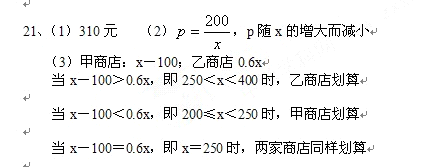 21、（1）310 元　（2）p=200/x，p 随 x 的增大而减小
（3）甲商店：x－100；乙商店 0.6x
当 x－100＞0.6x，即 250＜x＜400 时，乙商店划算
当 x－100＜0.6x，即 200≤x＜250 时，甲商店划算
当 x－100＝0.6x，即 x＝250 时，两家商店同样划算